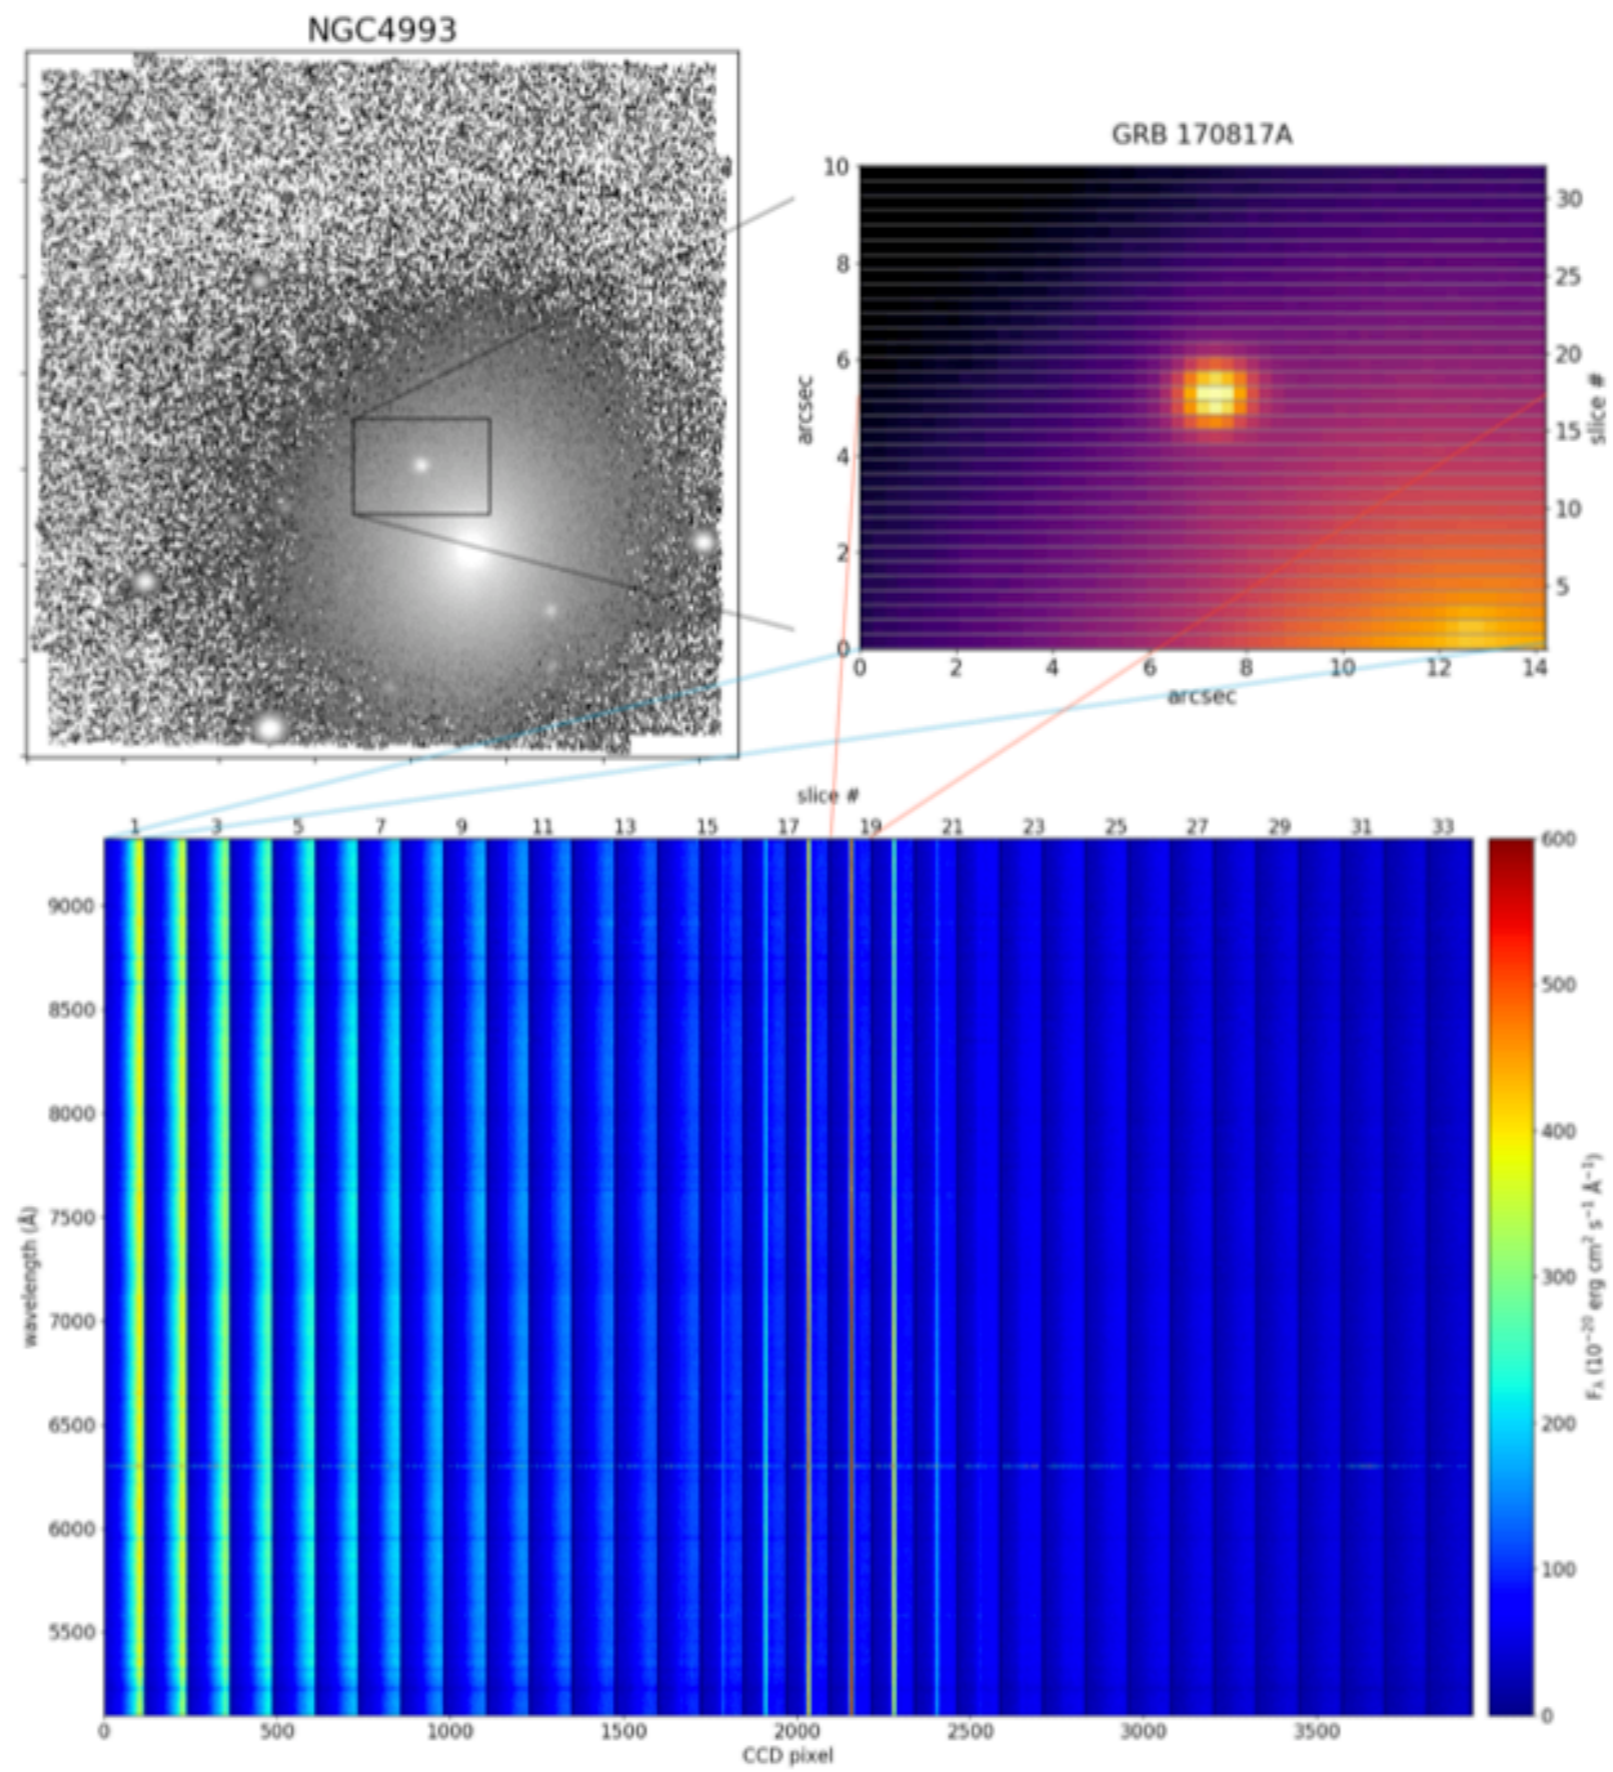 NGC4993
GRB 170817A
10
8
6
4
2
0
arcsec
30
25
20
15
10
5
slice #
0 2 4 6 8 10 12 14
arcsec
slice #
1 3 5 7 9 11 13 15 17 19 21 23 25 27 29 31 33
9000
8500
8000
7500
7000
6500
6000
5500
wavelength (Å)
0 500 1000 1500 2000 2500 3000 3500
CCD pixel
600
500
400
300
200
100
0
Fλ (10⁻²⁰ erg cm² s⁻¹ Å⁻¹)